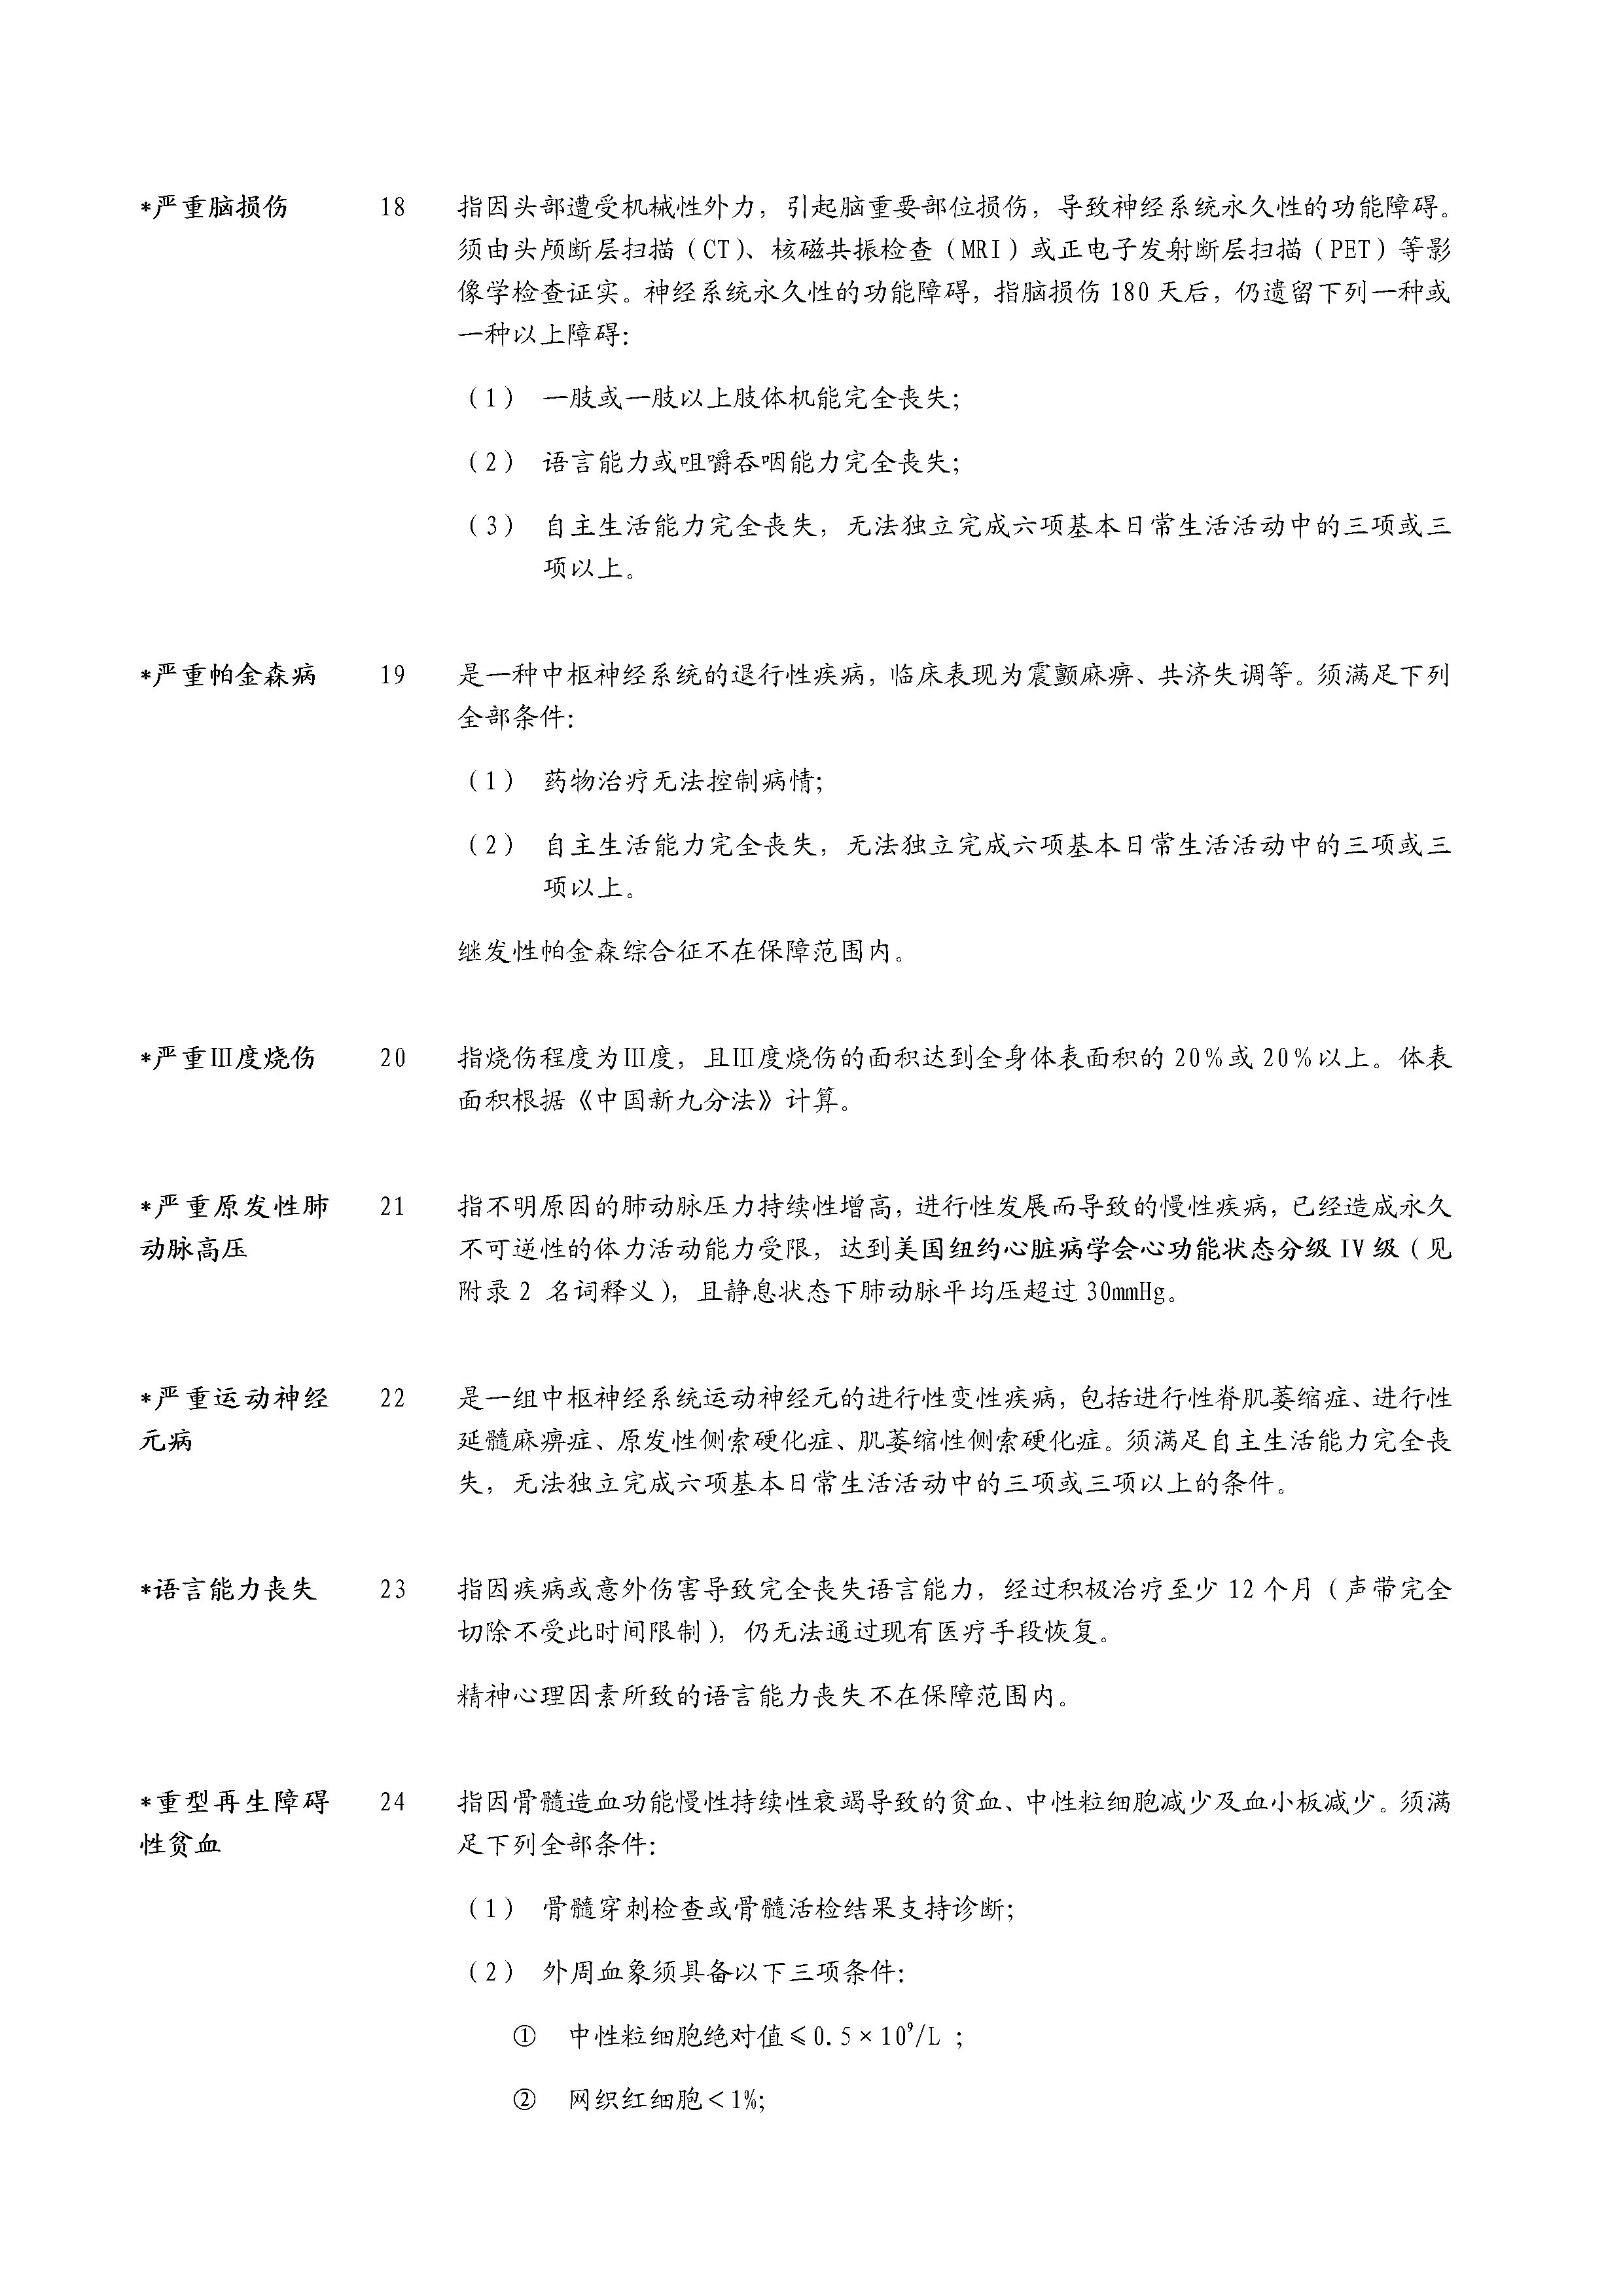 *严重脑损伤 18 指因头部遭受机械性外力，引起脑重要部位损伤，导致神经系统永久性的功能障碍。
须由头颅断层扫描（CT）、核磁共振检查（MRI）或正电子发射断层扫描（PET）等影
像学检查证实。神经系统永久性的功能障碍，指脑损伤 180 天后，仍遗留下列一种或
一种以上障碍：
（1） 一肢或一肢以上肢体机能完全丧失；
（2） 语言能力或咀嚼吞咽能力完全丧失；
（3） 自主生活能力完全丧失，无法独立完成六项基本日常生活活动中的三项或三
项以上。
*严重帕金森病 19 是一种中枢神经系统的退行性疾病，临床表现为震颤麻痹、共济失调等。须满足下列
全部条件：
（1） 药物治疗无法控制病情；
（2） 自主生活能力完全丧失，无法独立完成六项基本日常生活活动中的三项或三
项以上。
继发性帕金森综合征不在保障范围内。
*严重Ⅲ度烧伤 20 指烧伤程度为Ⅲ度，且Ⅲ度烧伤的面积达到全身体表面积的 20%或 20%以上。体表
面积根据《中国新九分法》计算。
*严重原发性肺 21 指不明原因的肺动脉压力持续性增高，进行性发展而导致的慢性疾病，已经造成永久
动脉高压 不可逆性的体力活动能力受限，达到美国纽约心脏病学会心功能状态分级 IV 级（见
附录 2 名词释义），且静息状态下肺动脉平均压超过 30mmHg。
*严重运动神经 22 是一组中枢神经系统运动神经元的进行性变性疾病，包括进行性脊肌萎缩症、进行性
元病 延髓麻痹症、原发性侧索硬化症、肌萎缩性侧索硬化症。须满足自主生活能力完全丧
失，无法独立完成六项基本日常生活活动中的三项或三项以上的条件。
*语言能力丧失 23 指因疾病或意外伤害导致完全丧失语言能力，经过积极治疗至少 12 个月（声带完全
切除不受此时间限制），仍无法通过现有医疗手段恢复。
精神心理因素所致的语言能力丧失不在保障范围内。
*重型再生障碍 24 指因骨髓造血功能慢性持续性衰竭导致的贫血、中性粒细胞减少及血小板减少。须满
性贫血 足下列全部条件：
（1） 骨髓穿刺检查或骨髓活检结果支持诊断；
（2） 外周血象须具备以下三项条件：
① 中性粒细胞绝对值≤0.5×10⁹/L ；
② 网织红细胞＜1%；